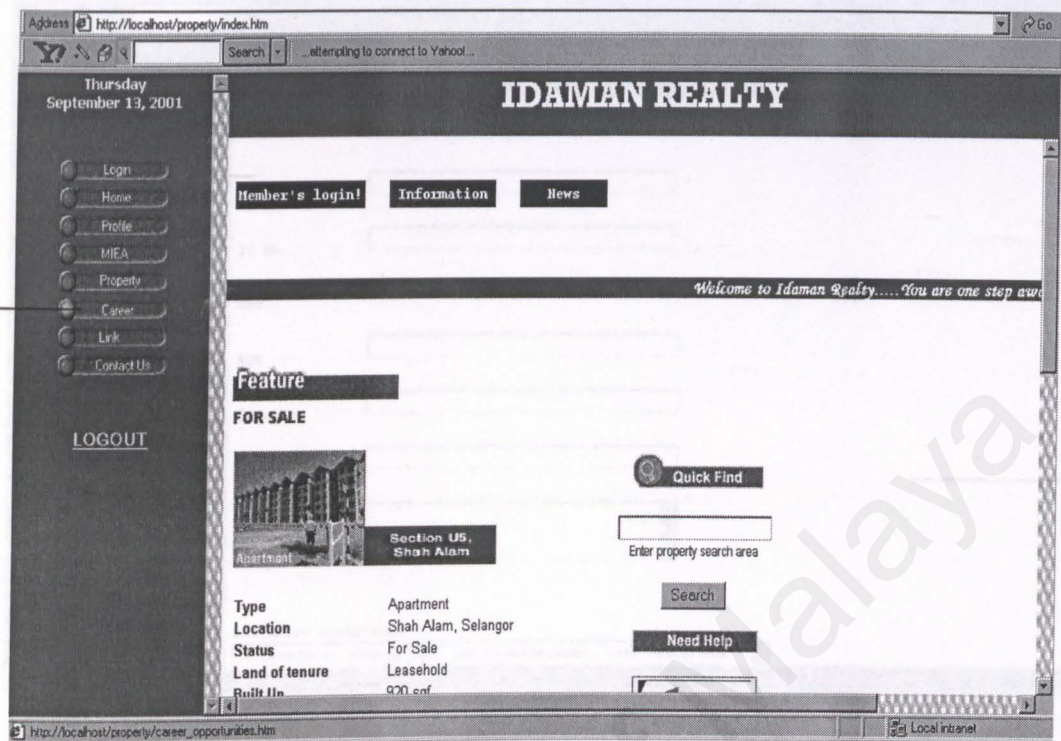 Address http://localhost/property/index.htm Go
Y! Search ...attempting to connect to Yahoo!...
Thursday
September 13, 2001
Login
Home
Profile
MIEA
Property
Career
Link
Contact Us
LOGOUT
IDAMAN REALTY
Member's login! Information News
Welcome to Idaman Realty.....You are one step awa
Feature
FOR SALE
Apartment
Section U5,
Shah Alam
Type Apartment
Location Shah Alam, Selangor
Status For Sale
Land of tenure Leasehold
Built Up 920 sqf
Quick Find
Enter property search area
Search
Need Help
http://localhost/property/career_opportunities.htm Local intranet
Malaya